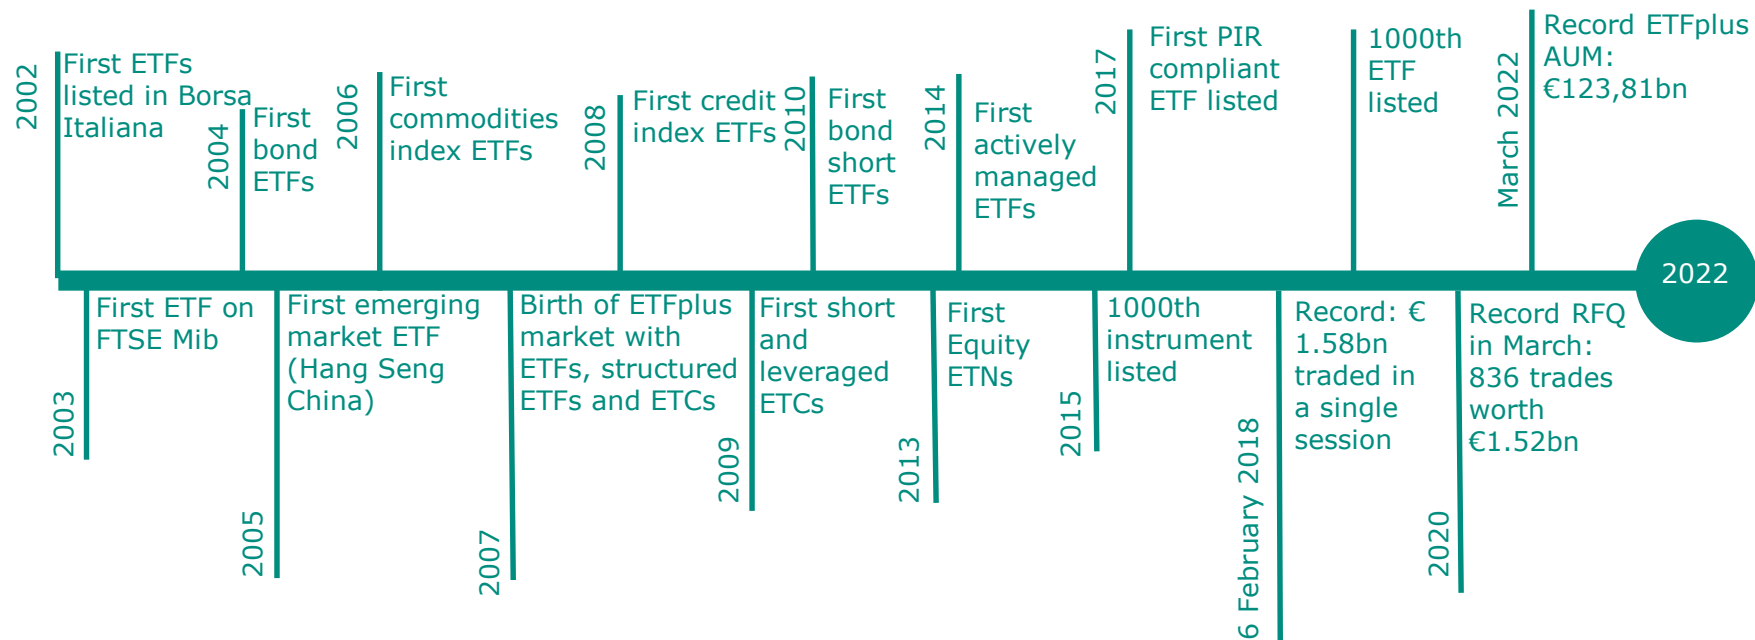 2002
First ETFs
listed in Borsa
Italiana
2003
First ETF on
FTSE Mib
2004
First
bond
ETFs
2005
First emerging
market ETF
(Hang Seng
China)
2006
First
commodities
index ETFs
2007
Birth of ETFplus
market with
ETFs, structured
ETFs and ETCs
2008
First credit
index ETFs
2009
First short
and
leveraged
ETCs
2010
First
bond
short
ETFs
2013
First
Equity
ETNs
2014
First
actively
managed
ETFs
2015
1000th
instrument
listed
2017
First PIR
compliant
ETF listed
6 February 2018
Record: €
1.58bn
traded in
a single
session
1000th
ETF
listed
2020
Record RFQ
in March:
836 trades
worth
€1.52bn
March 2022
Record ETFplus
AUM:
€123,81bn
2022